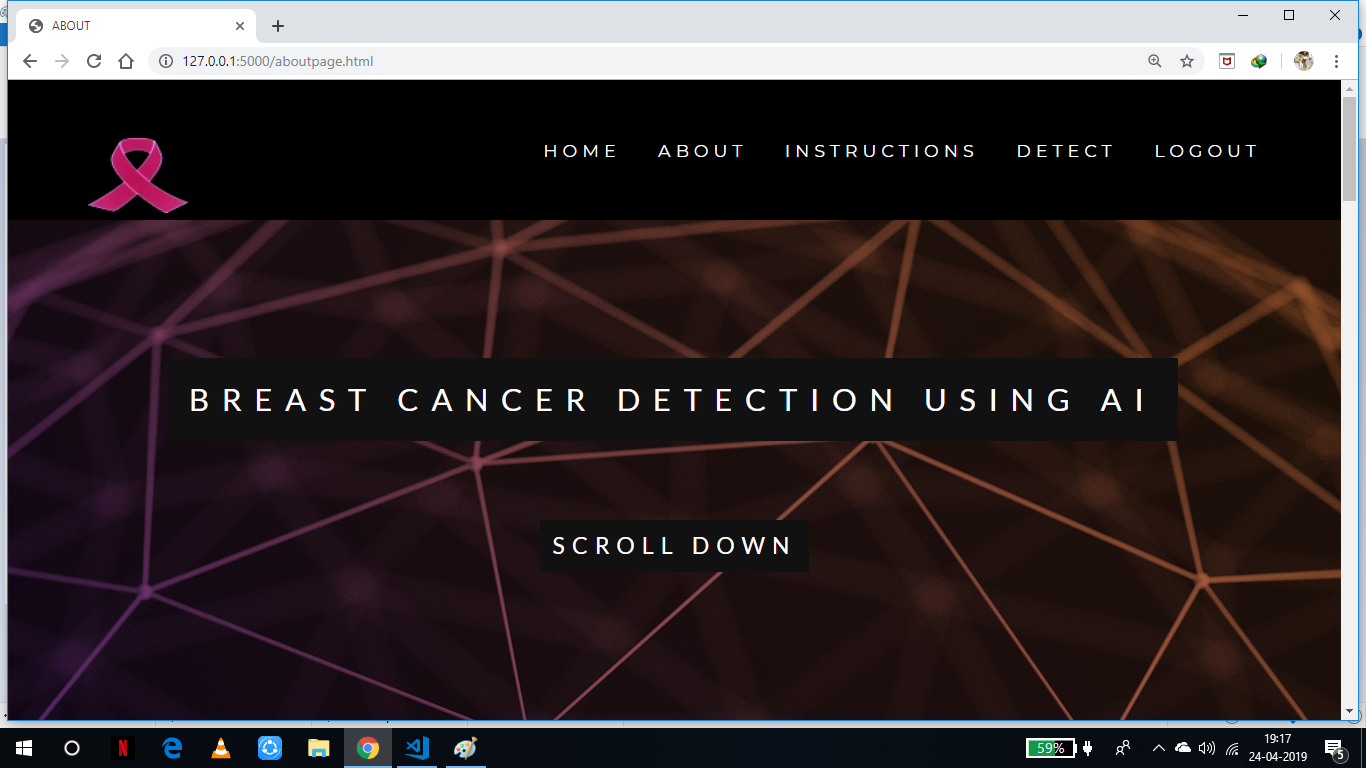 ABOUT
127.0.0.1:5000/aboutpage.html
HOME ABOUT INSTRUCTIONS DETECT LOGOUT
BREAST CANCER DETECTION USING AI
SCROLL DOWN
59%
19:17
24-04-2019
5